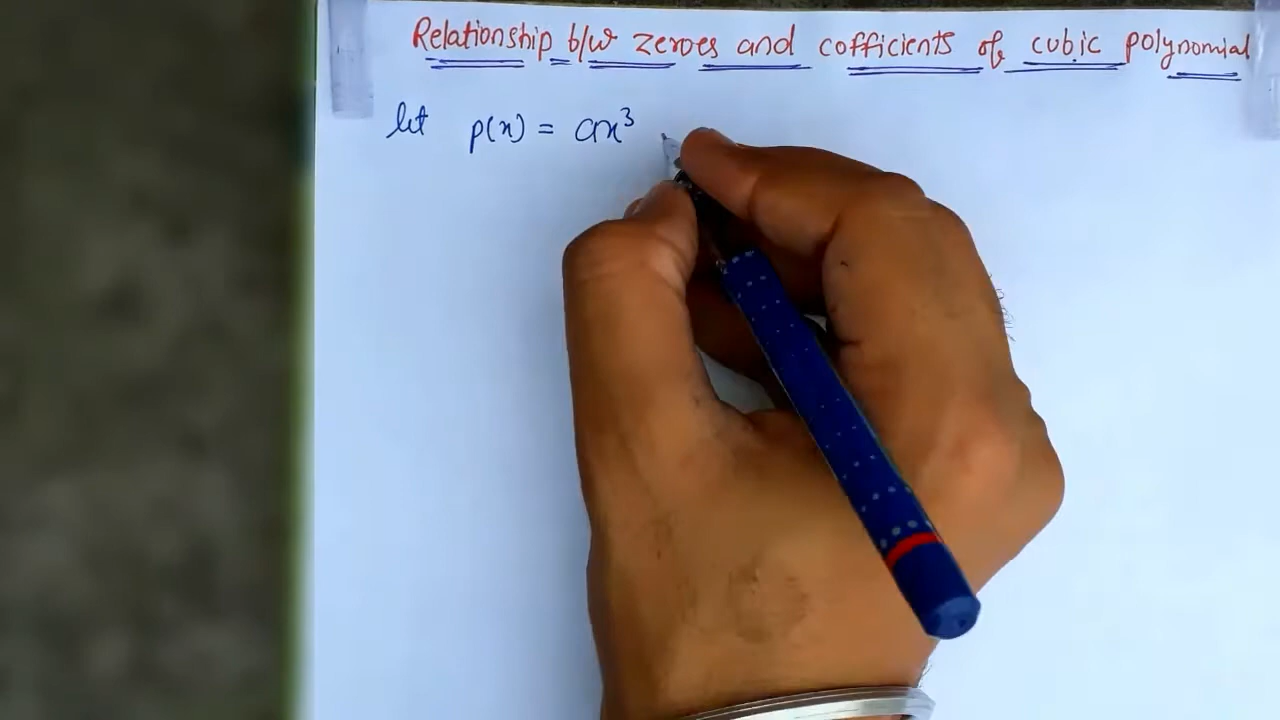 Relationship b/w zeroes and cofficients of cubic polynomial
let p(x) = ax³